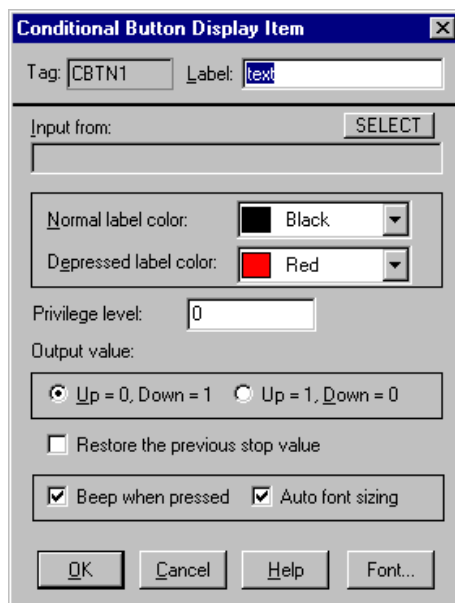 Conditional Button Display Item
Tag: CBTN1 Label: text
Input from: SELECT
Normal label color: Black
Depressed label color: Red
Privilege level: 0
Output value:
Up = 0, Down = 1 Up = 1, Down = 0
Restore the previous stop value
Beep when pressed Auto font sizing
OK Cancel Help Font...